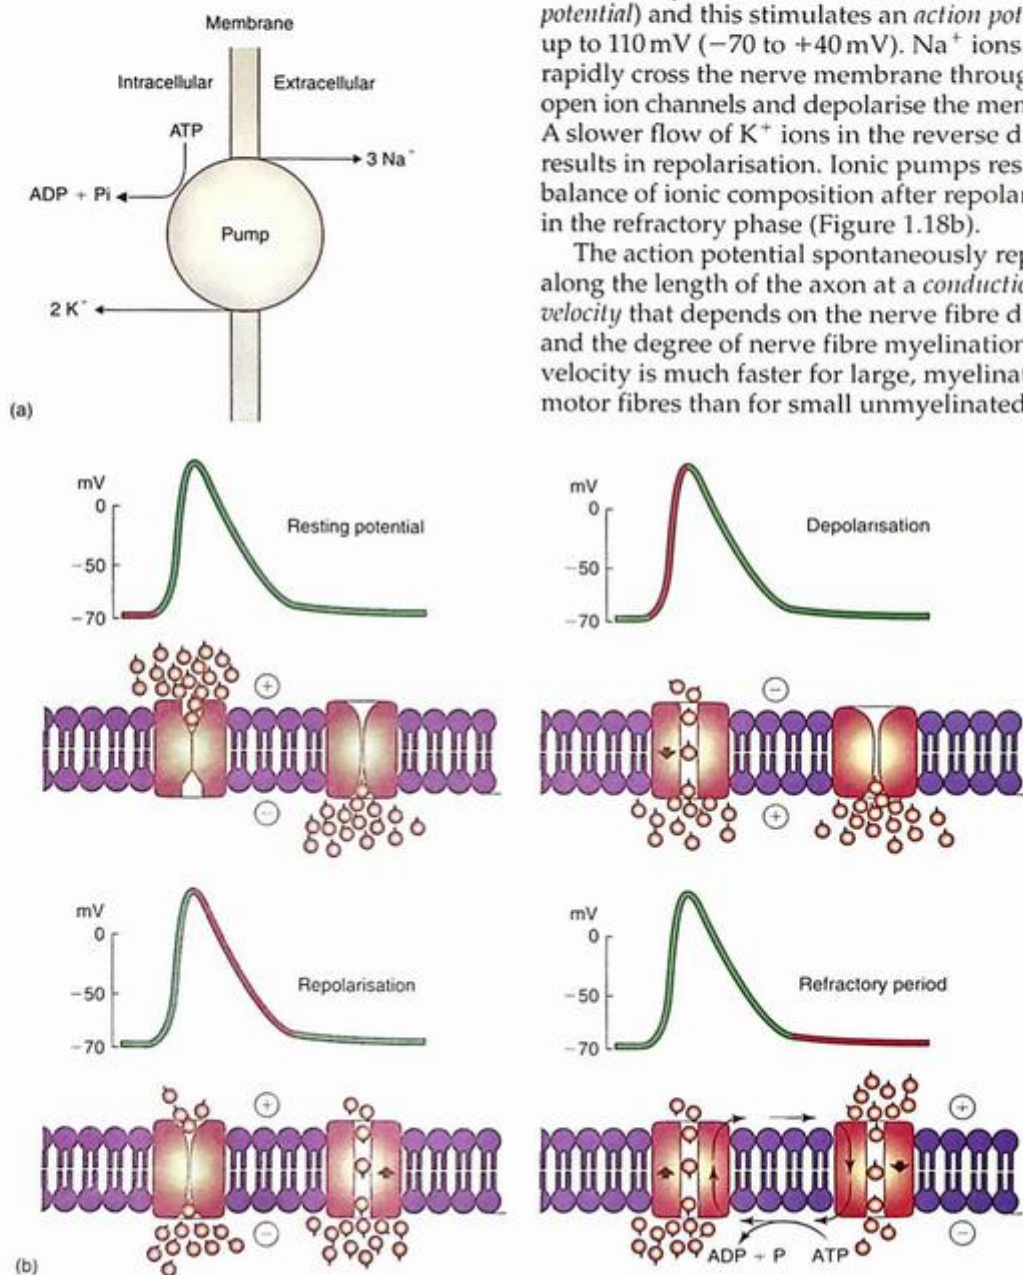 Membrane
Intracellular
Extracellular
ATP
3 Na⁺
ADP + Pi
Pump
2 K⁺
(a)
potential) and this stimulates an action pot
up to 110 mV (−70 to +40 mV). Na⁺ ions
rapidly cross the nerve membrane throug
open ion channels and depolarise the mer
A slower flow of K⁺ ions in the reverse d
results in repolarisation. Ionic pumps res
balance of ionic composition after repolar
in the refractory phase (Figure 1.18b).
The action potential spontaneously rep
along the length of the axon at a conductio
velocity that depends on the nerve fibre d
and the degree of nerve fibre myelination
velocity is much faster for large, myelinat
motor fibres than for small unmyelinated
mV
0
−50
−70
Resting potential
+
−
mV
0
−50
−70
Depolarisation
−
+
mV
0
−50
−70
Repolarisation
+
−
mV
0
−50
−70
Refractory period
+
−
ADP + P
ATP
(b)